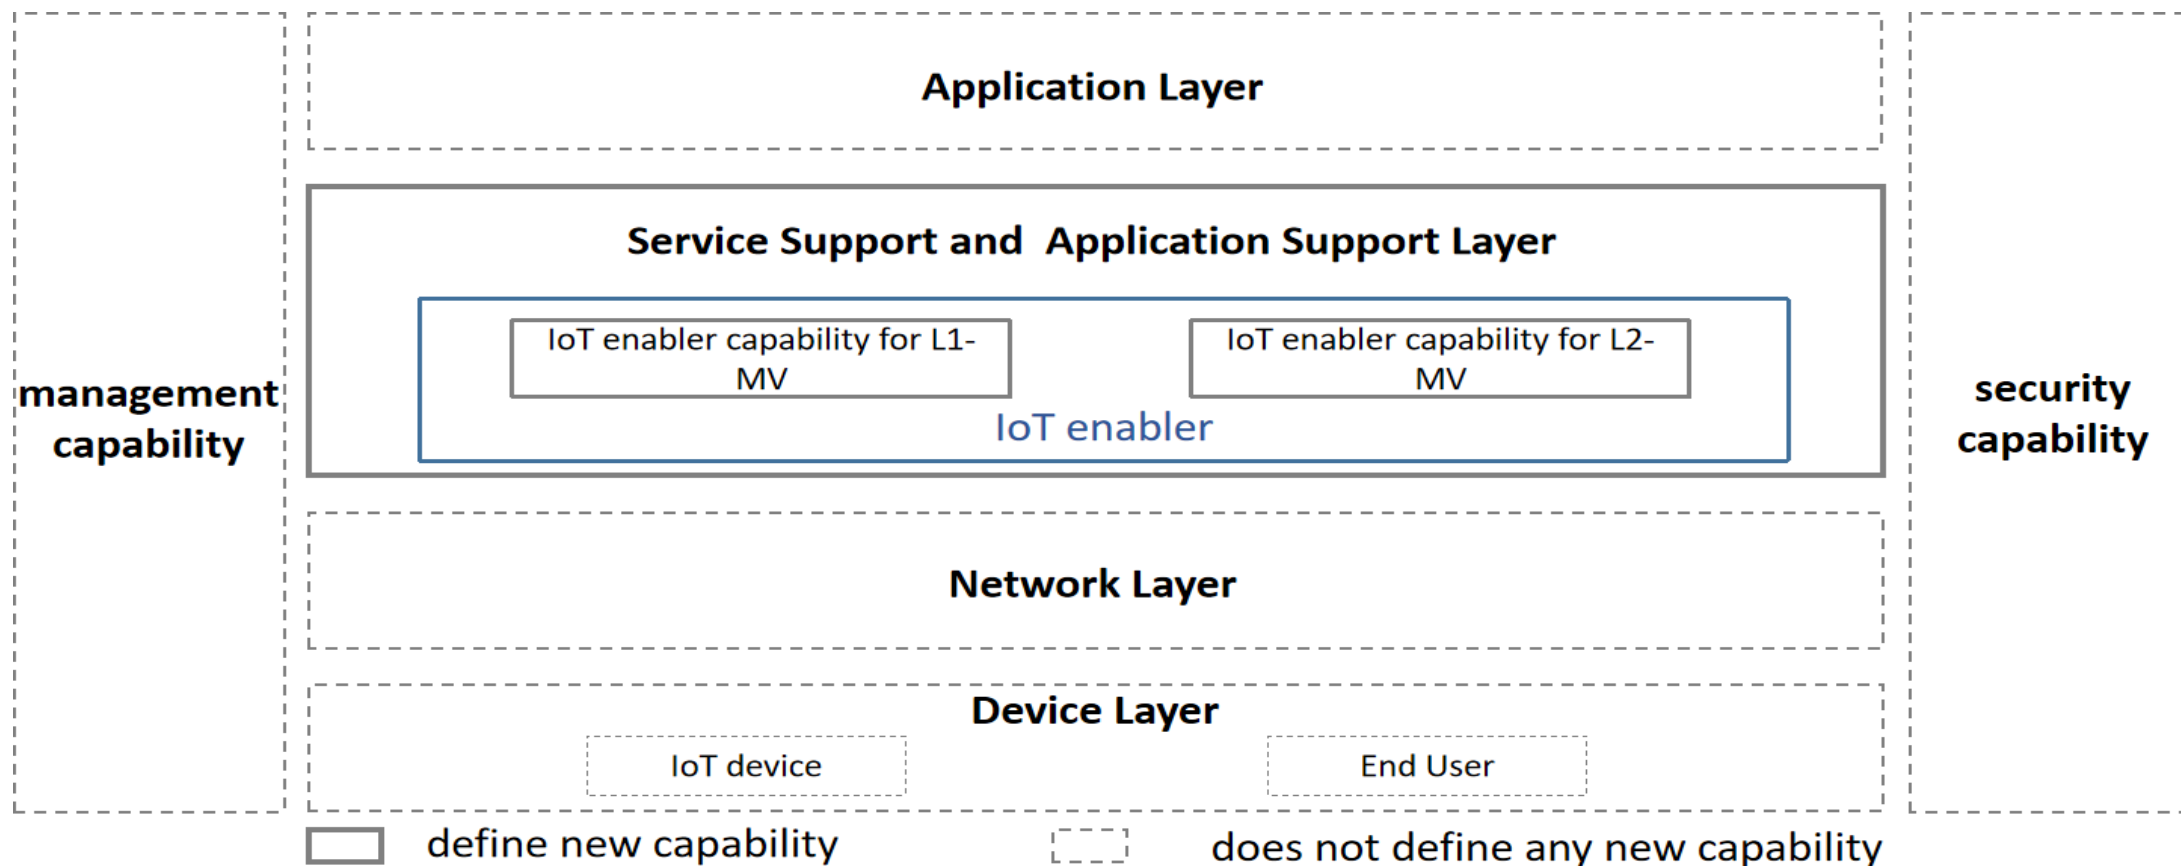 Application Layer
Service Support and Application Support Layer
IoT enabler capability for L1-
MV
IoT enabler capability for L2-
MV
IoT enabler
management
capability
security
capability
Network Layer
Device Layer
IoT device
End User
define new capability
does not define any new capability